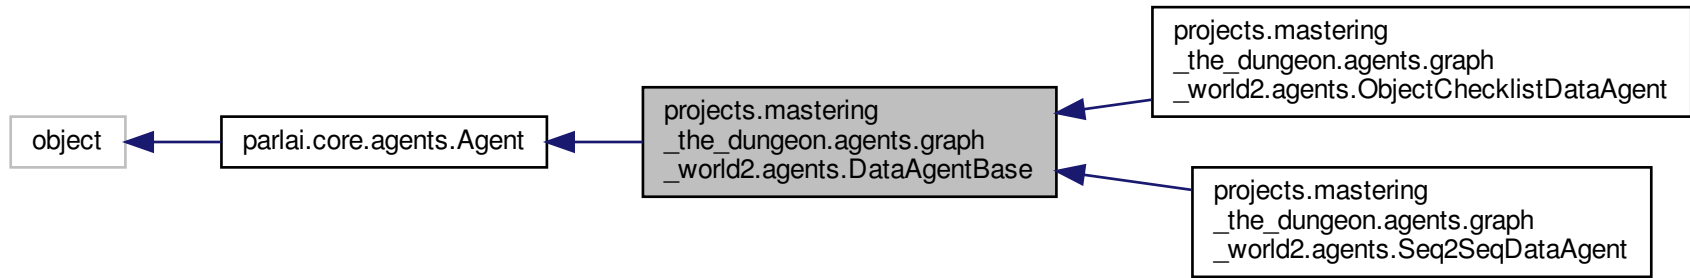 object
parlai.core.agents.Agent
projects.mastering
_the_dungeon.agents.graph
_world2.agents.DataAgentBase
projects.mastering
_the_dungeon.agents.graph
_world2.agents.ObjectChecklistDataAgent
projects.mastering
_the_dungeon.agents.graph
_world2.agents.Seq2SeqDataAgent